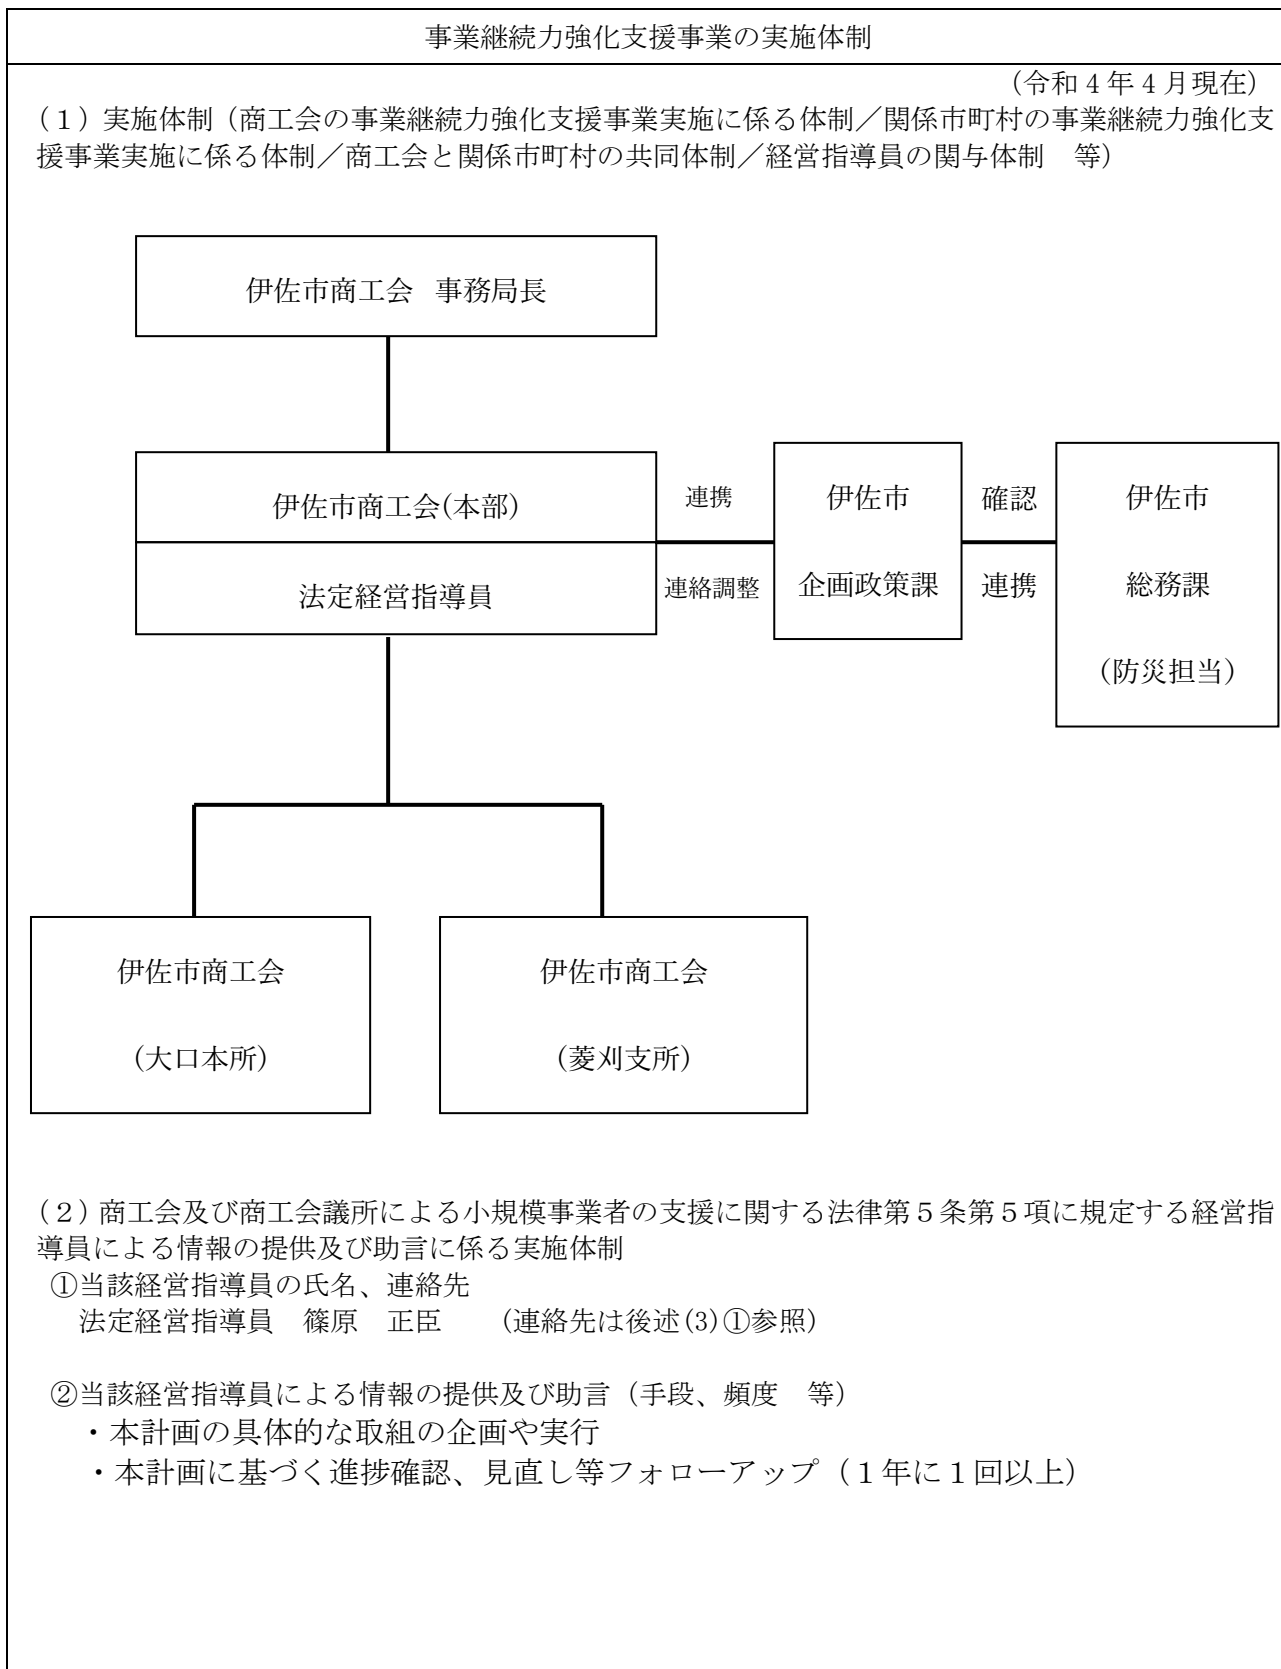 事業継続力強化支援事業の実施体制
(令和4年4月現在)
(1)実施体制(商工会の事業継続力強化支援事業実施に係る体制/関係市町村の事業継続力強化支
援事業実施に係る体制/商工会と関係市町村の共同体制/経営指導員の関与体制 等)
伊佐市商工会 事務局長
伊佐市商工会(本部)
法定経営指導員
連携
連絡調整
伊佐市
企画政策課
確認
連携
伊佐市
総務課
(防災担当)
伊佐市商工会
(大口本所)
伊佐市商工会
(菱刈支所)
(2)商工会及び商工会議所による小規模事業者の支援に関する法律第5条第5項に規定する経営指
導員による情報の提供及び助言に係る実施体制
①当該経営指導員の氏名、連絡先
法定経営指導員 篠原 正臣 (連絡先は後述(3)①参照)
②当該経営指導員による情報の提供及び助言(手段、頻度 等)
・本計画の具体的な取組の企画や実行
・本計画に基づく進捗確認、見直し等フォローアップ(1年に1回以上)